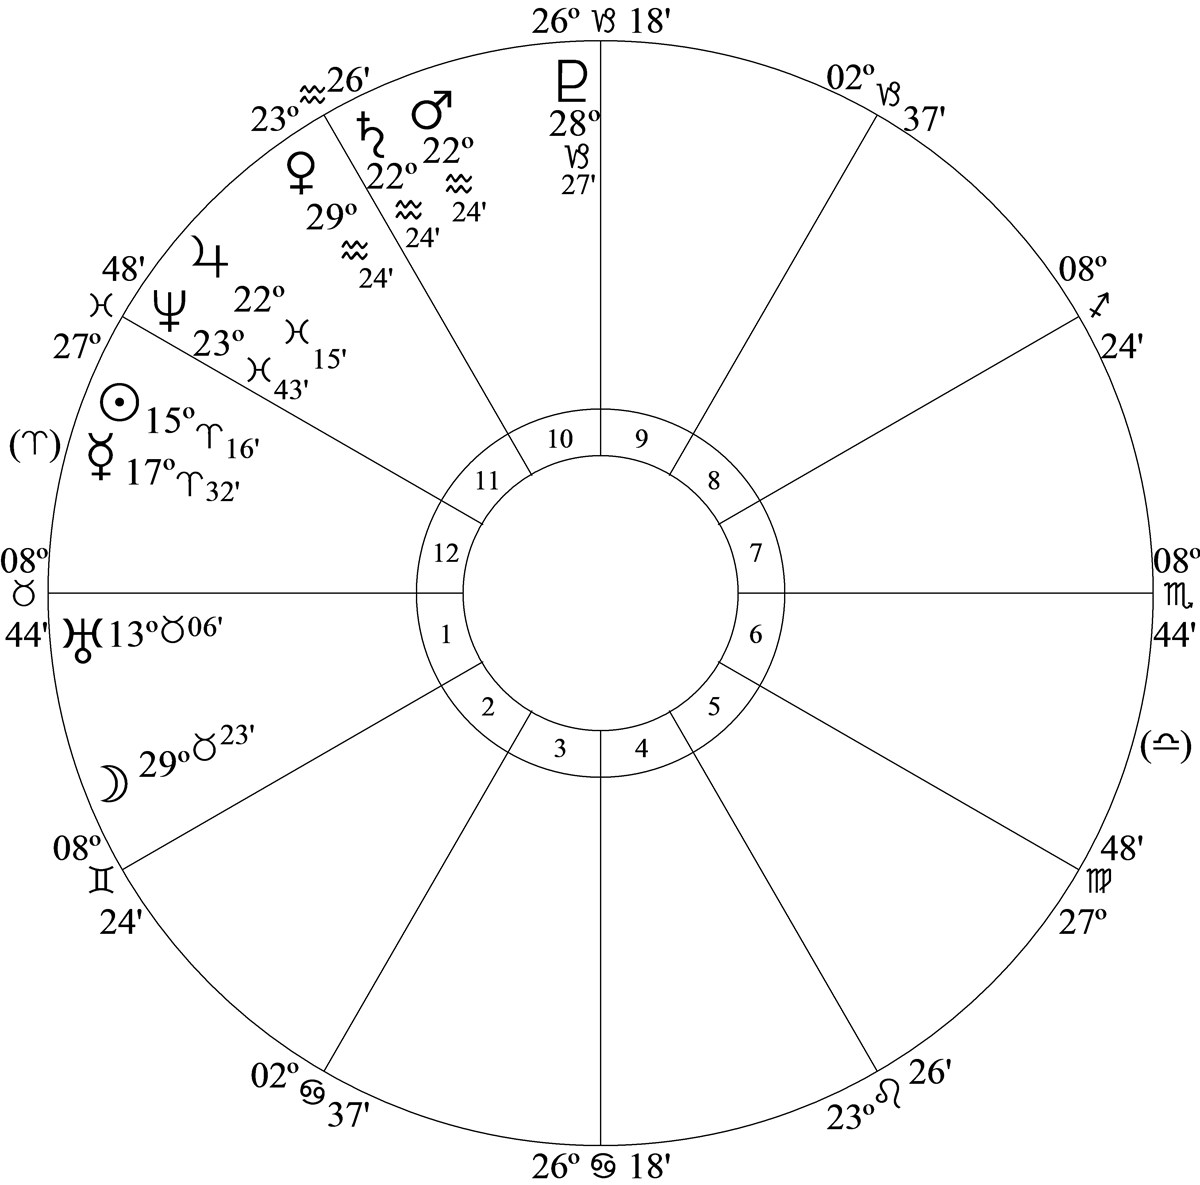 26º ♑ 18'
02º ♑ 37'
08º ♐ 24'
08º ♏ 44'
(♎)
48' ♍ 27º
26' ♌ 23º
26º ♋ 18'
02º ♋ 37'
08º ♊ 24'
08º ♉ 44'
(♈)
48' ♓ 27º
23º ♒ 26'
♇ 28º ♑ 27'
♂ 22º ♒ 24'
♄ 22º ♒ 24'
♀ 29º ♒ 24'
♃ 22º ♓ 15'
♆ 23º ♓ 43'
☉ 15º ♈ 16'
☿ 17º ♈ 32'
♅ 13º ♉ 06'
☽ 29º ♉ 23'
1
2
3
4
5
6
7
8
9
10
11
12